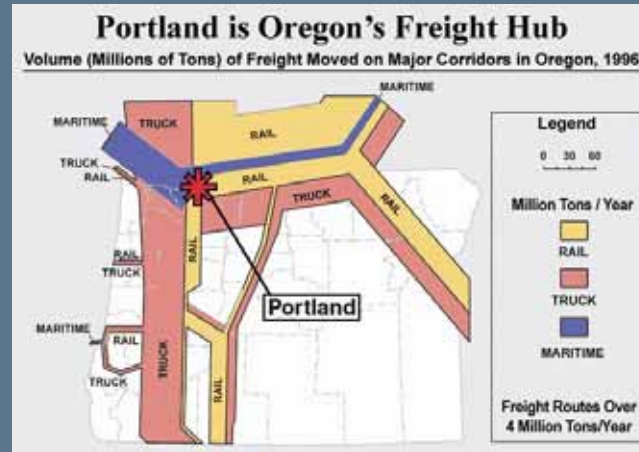 Portland is Oregon's Freight Hub
Volume (Millions of Tons) of Freight Moved on Major Corridors in Oregon, 1996
MARITIME
TRUCK
MARITIME
RAIL
TRUCK
RAIL
RAIL
TRUCK
RAIL
RAIL
RAIL
TRUCK
Portland
MARITIME
RAIL
TRUCK
RAIL
TRUCK
Legend
0 30 60
Million Tons / Year
RAIL
TRUCK
MARITIME
Freight Routes Over
4 Million Tons/Year